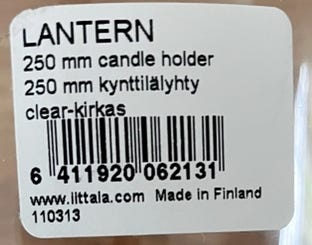 LANTERN
250 mm candle holder
250 mm kynttilälyhty
clear-kirkas
6 411920 062131
www.iittala.com Made in Finland
110313